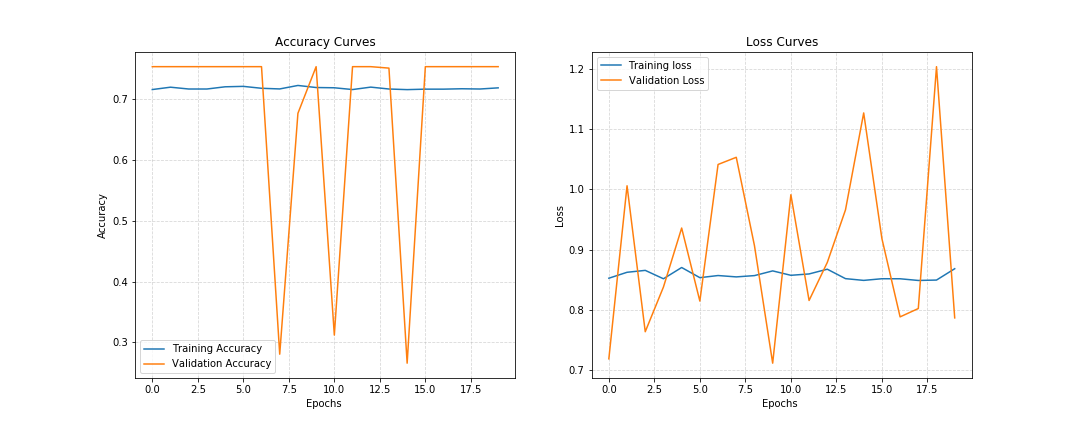 Accuracy Curves
0.7
0.6
0.5
0.4
0.3
Accuracy
Training Accuracy
Validation Accuracy
0.0 2.5 5.0 7.5 10.0 12.5 15.0 17.5
Epochs
Loss Curves
Training loss
Validation Loss
1.2
1.1
1.0
0.9
0.8
0.7
Loss
0.0 2.5 5.0 7.5 10.0 12.5 15.0 17.5
Epochs